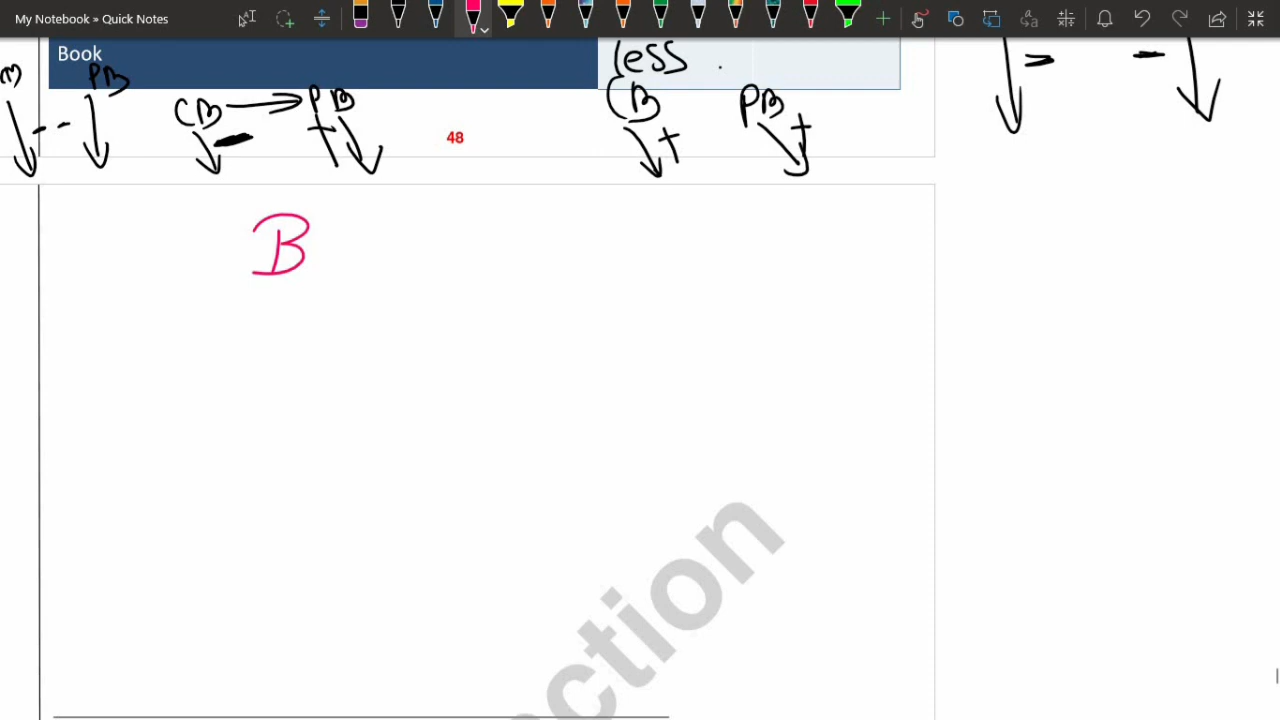 My Notebook » Quick Notes
Book less .
PB CB PB CB PB
48
B
ction